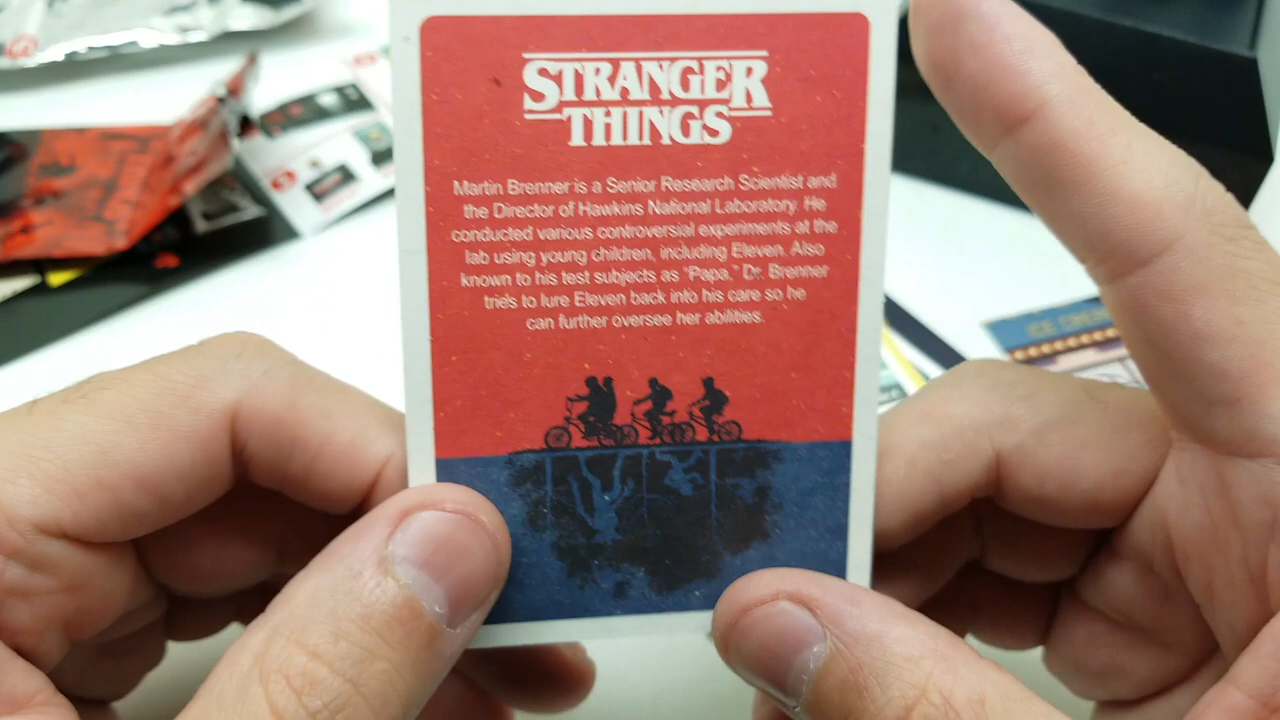 STRANGER
THINGS
Martin Brenner is a Senior Research Scientist and
the Director of Hawkins National Laboratory. He
conducted various controversial experiments at the
lab using young children, including Eleven. Also
known to his test subjects as “Papa,” Dr. Brenner
tries to lure Eleven back into his care so he
can further oversee her abilities.
ICE